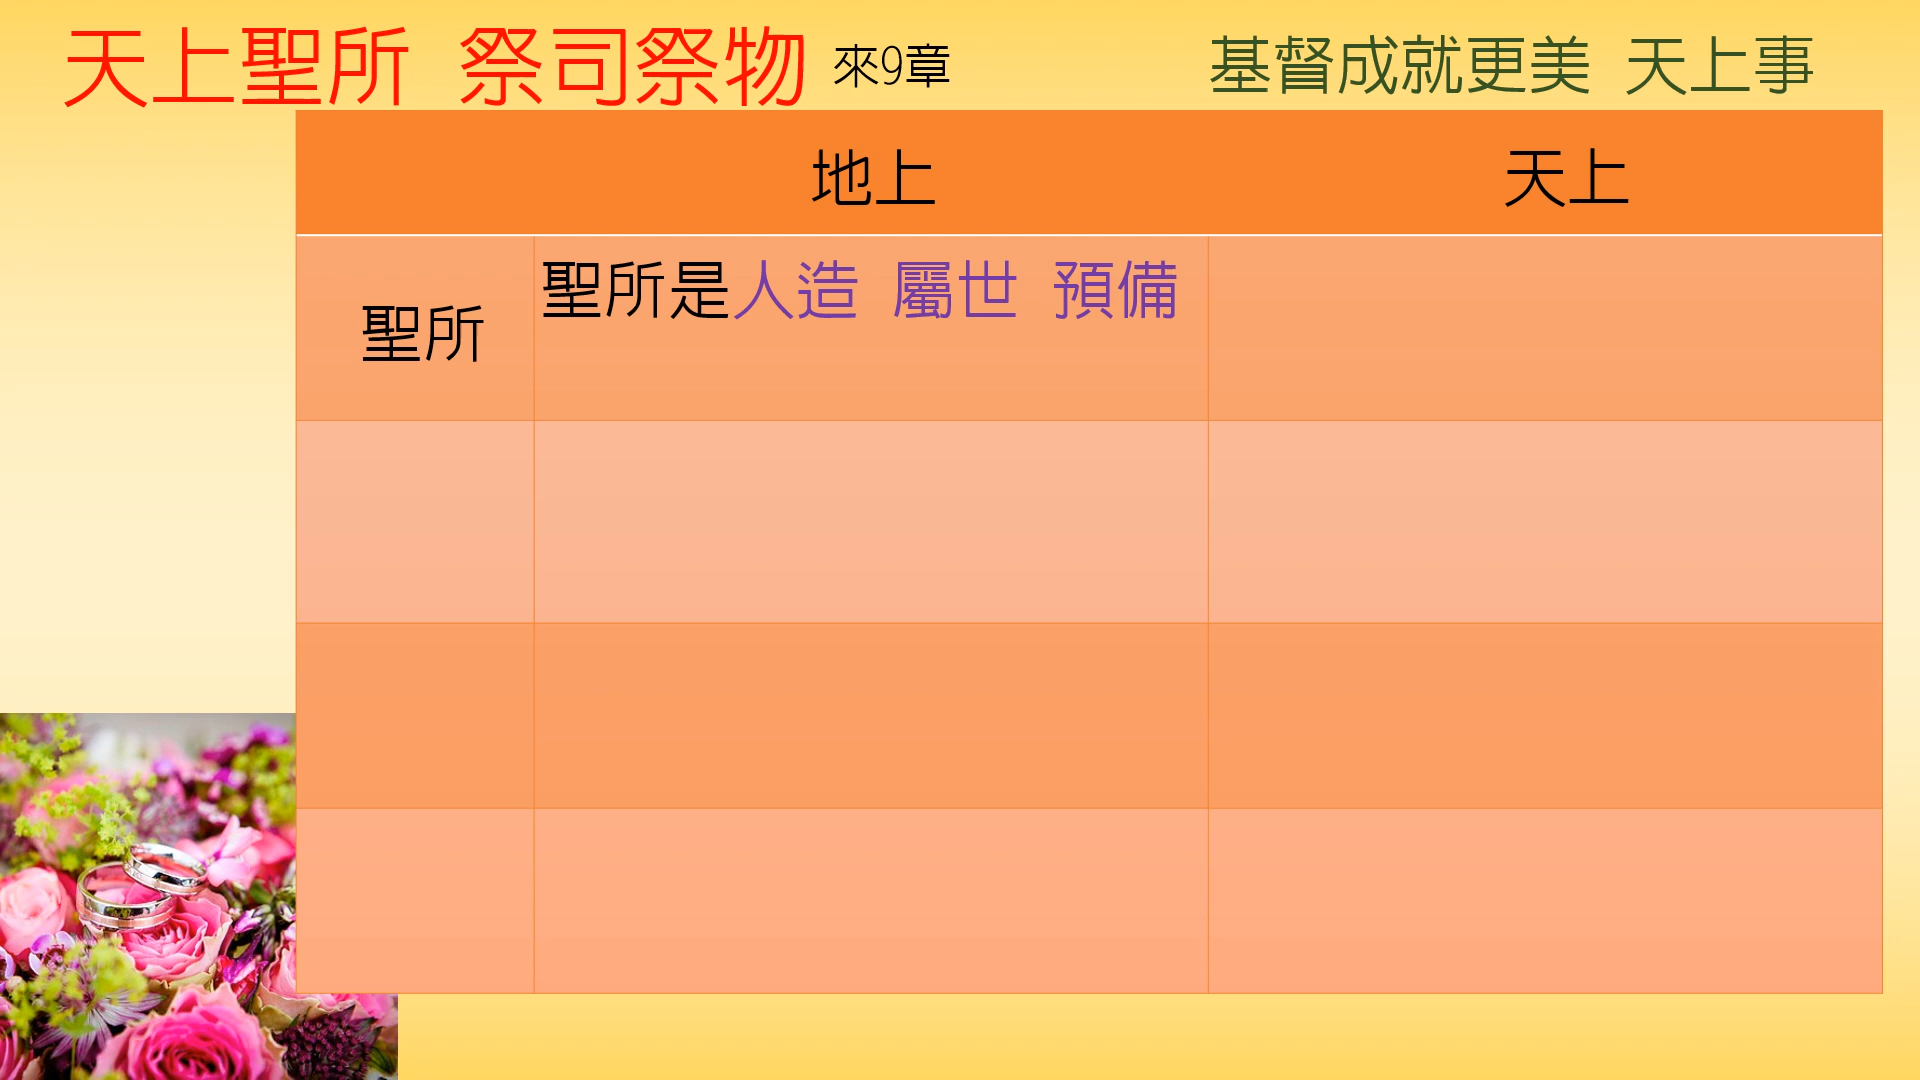 天上聖所 祭司祭物 來9章 基督成就更美 天上事
地上 天上
聖所 聖所是人造 屬世 預備